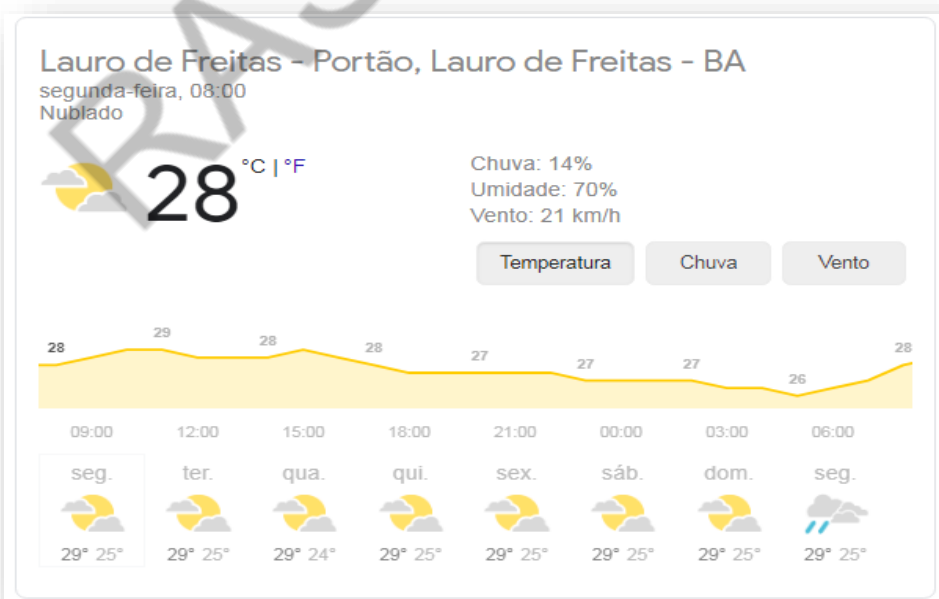 Lauro de Freitas - Portão, Lauro de Freitas - BA
segunda-feira, 08:00
Nublado
28 °C | °F
Chuva: 14%
Umidade: 70%
Vento: 21 km/h
Temperatura Chuva Vento
28 29 28 28 27 27 27 26 28
09:00 12:00 15:00 18:00 21:00 00:00 03:00 06:00
seg. ter. qua. qui. sex. sáb. dom. seg.
29° 25° 29° 25° 29° 24° 29° 25° 29° 25° 29° 25° 29° 25° 29° 25°